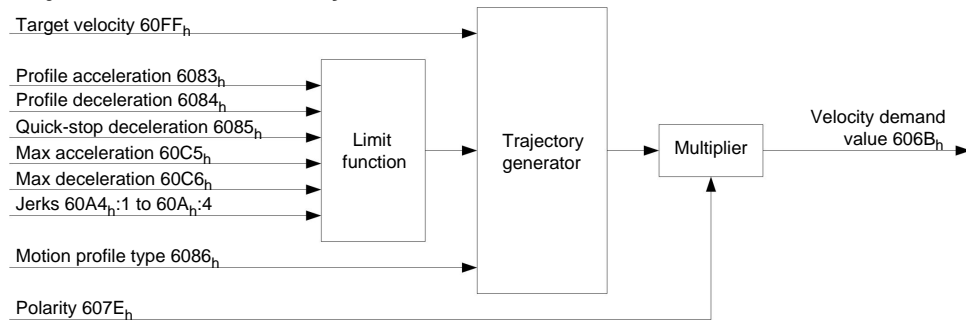 Target velocity 60FFh
Profile acceleration 6083h
Profile deceleration 6084h
Quick-stop deceleration 6085h
Max acceleration 60C5h
Max deceleration 60C6h
Jerks 60A4h:1 to 60Ah:4
Motion profile type 6086h
Polarity 607Eh
Limit
function
Trajectory
generator
Multiplier
Velocity demand
value 606Bh